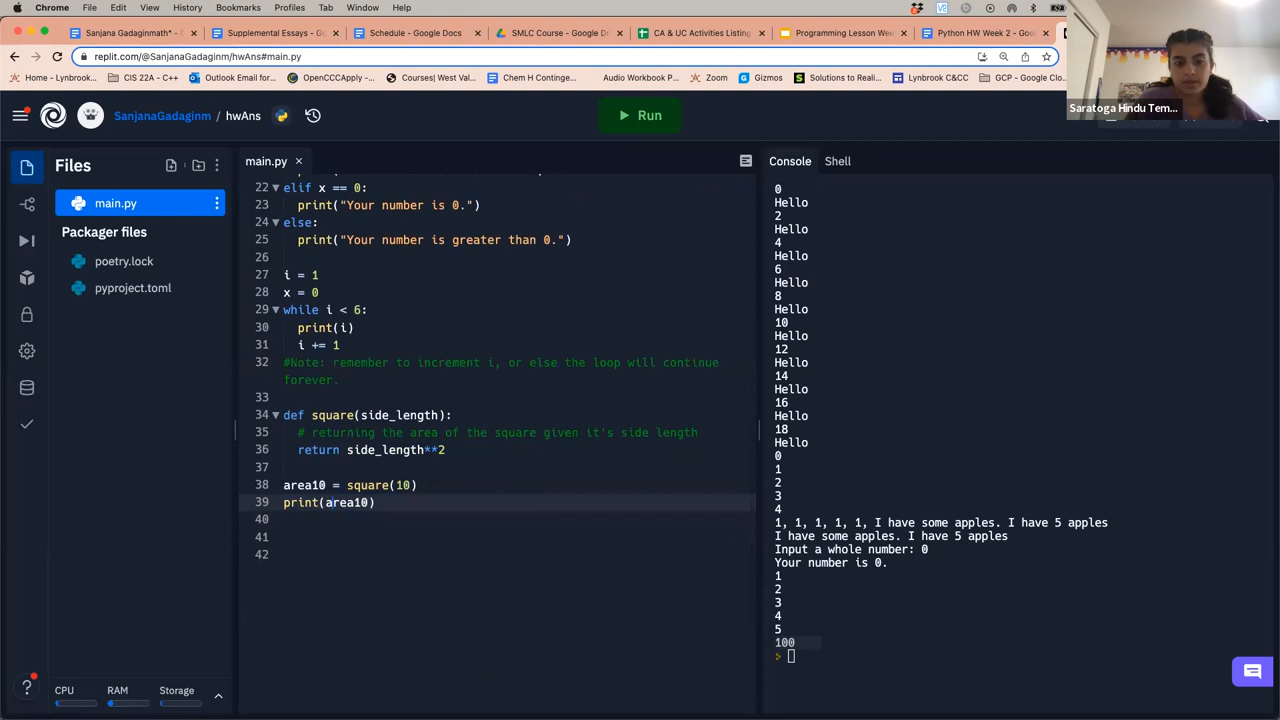 Chrome File Edit View History Bookmarks Profiles Tab Window Help
Sanjana Gadaginmath* - Goo
Supplemental Essays - Goog
Schedule - Google Docs
SMLC Course - Google D
CA & UC Activities Listing
Programming Lesson Wee
Python HW Week 2 - Goo
replit.com/@SanjanaGadaginm/hwAns#main.py
Home - Lynbrook... CIS 22A - C++ Outlook Email for... OpenCCCApply -... Courses| West Val... Chem H Continge... Audio Workbook P... Zoom Gizmos Solutions to Reali... Lynbrook C&CC GCP - Google Cl...
Saratoga Hindu Tem...
SanjanaGadaginm / hwAns
Run
Files
main.py
Packager files
poetry.lock
pyproject.toml
CPU RAM Storage
main.py
22 elif x == 0:
23 print("Your number is 0.")
24 else:
25 print("Your number is greater than 0.")
26
27 i = 1
28 x = 0
29 while i < 6:
30 print(i)
31 i += 1
32 #Note: remember to increment i, or else the loop will continue
forever.
33
34 def square(side_length):
35 # returning the area of the square given it's side length
36 return side_length**2
37
38 area10 = square(10)
39 print(area10)
40
41
42
Console Shell
0
Hello
2
Hello
4
Hello
6
Hello
8
Hello
10
Hello
12
Hello
14
Hello
16
Hello
18
Hello
0
1
2
3
4
1, 1, 1, 1, 1, I have some apples. I have 5 apples
I have some apples. I have 5 apples
Input a whole number: 0
Your number is 0.
1
2
3
4
5
100
>